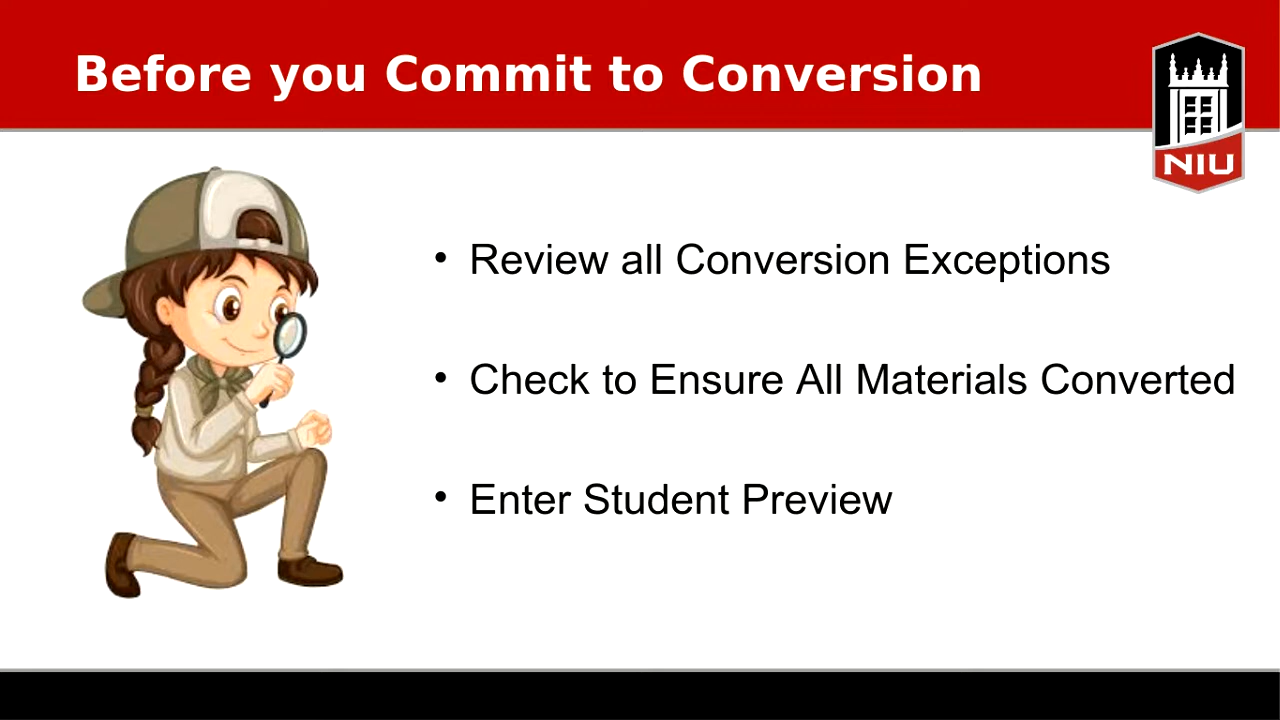 Before you Commit to Conversion
NIU
• Review all Conversion Exceptions
• Check to Ensure All Materials Converted
• Enter Student Preview